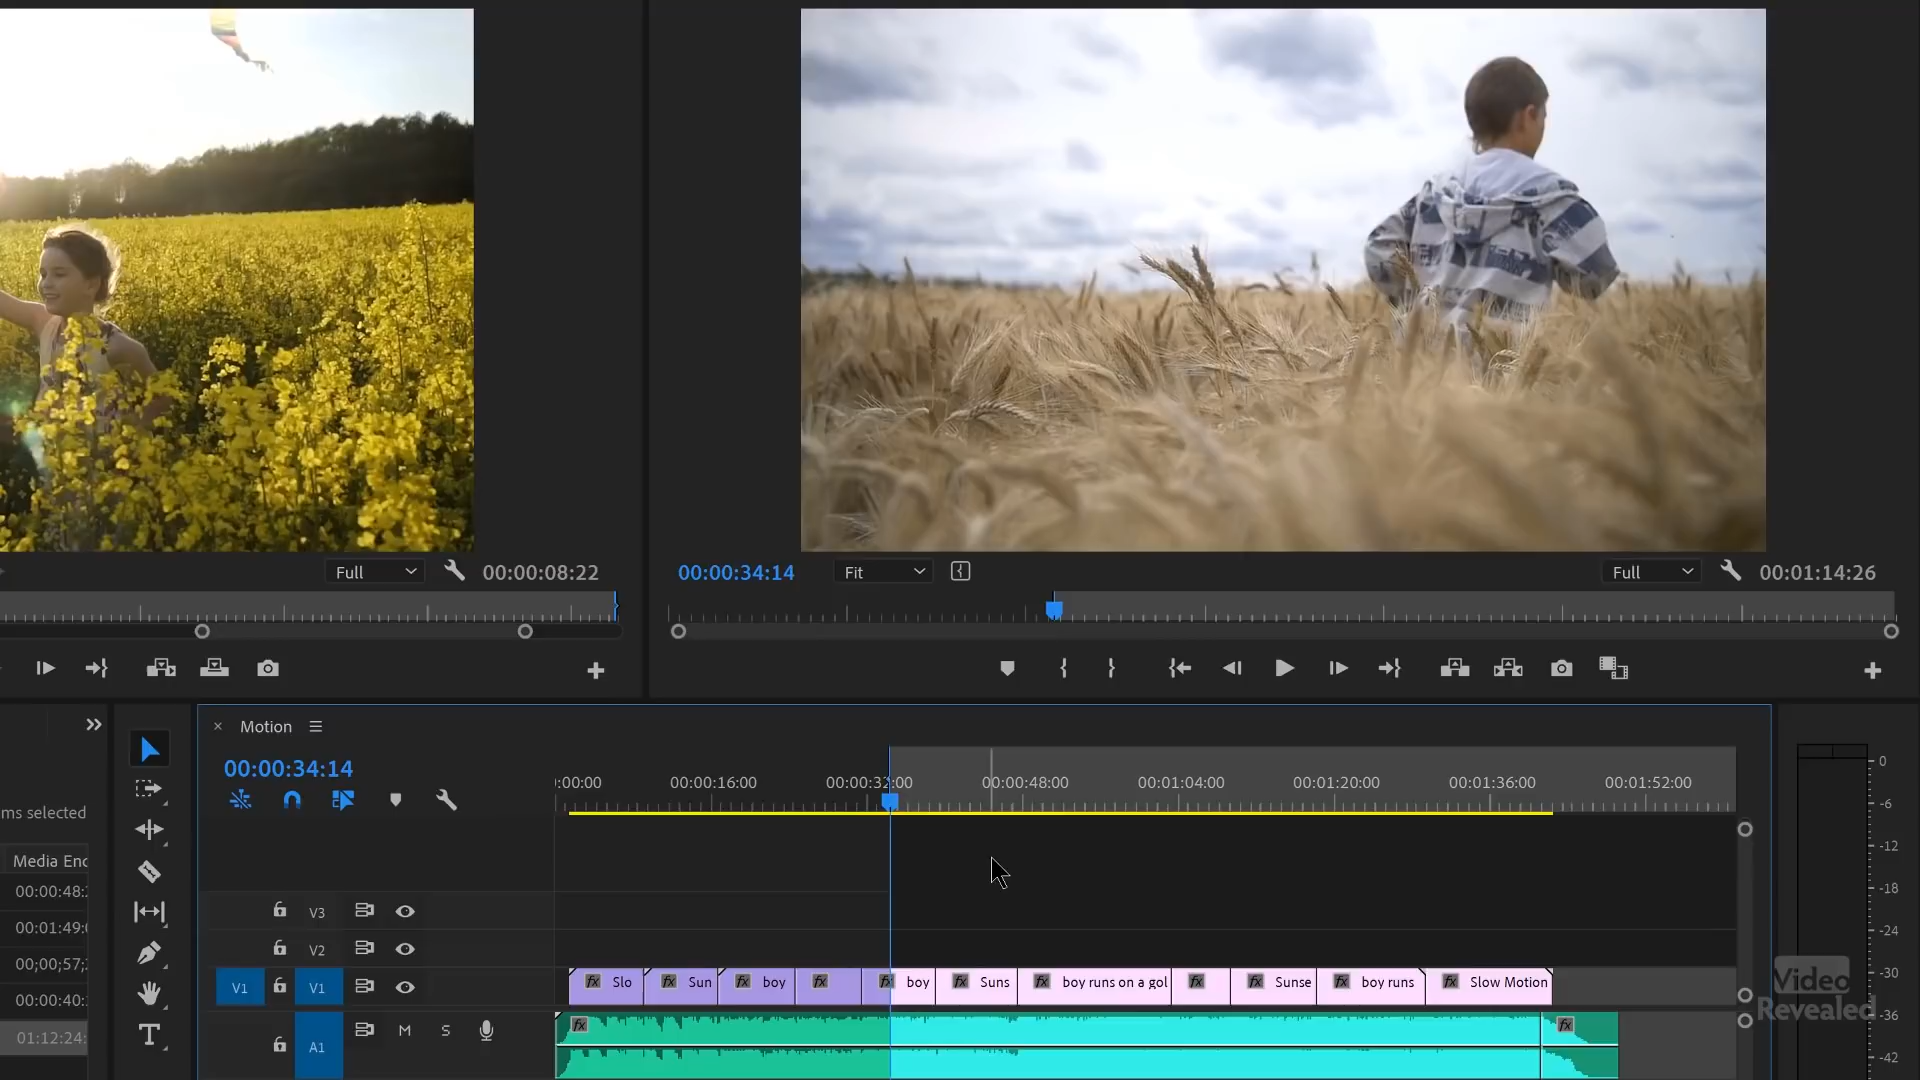 Full
00:00:08:22
00:00:34:14
Fit
Full
00:01:14:26
Motion
00:00:34:14
:00:00
00:00:16:00
00:00:32:00
00:00:48:00
00:01:04:00
00:01:20:00
00:01:36:00
00:01:52:00
ms selected
Media End
00:00:48:
00:01:49:
00;00;57;
00:00:40:
01:12:24:
V3
V2
V1 V1
fx Slo
fx Sun
fx boy
fx
fx boy
fx Suns
fx boy runs on a gol
fx
fx Sunse
fx boy runs
fx Slow Motion
A1
M S
fx
fx
T
0
-6
-12
-18
-24
-30
-36
-42
Video
Revealed